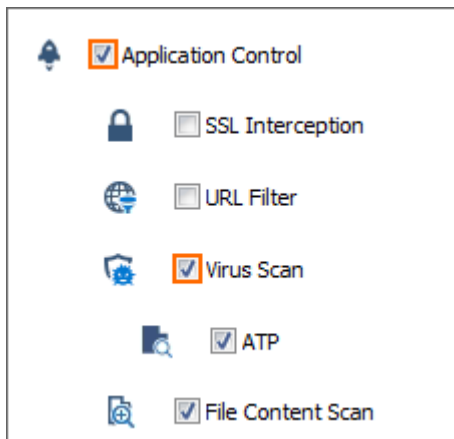 Application Control
SSL Interception
URL Filter
Virus Scan
ATP
File Content Scan